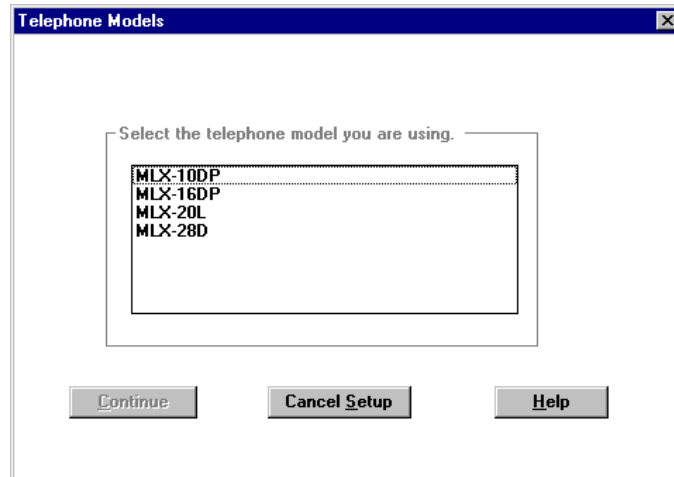 Telephone Models
Select the telephone model you are using.
MLX-10DP
MLX-16DP
MLX-20L
MLX-28D
Continue
Cancel Setup
Help